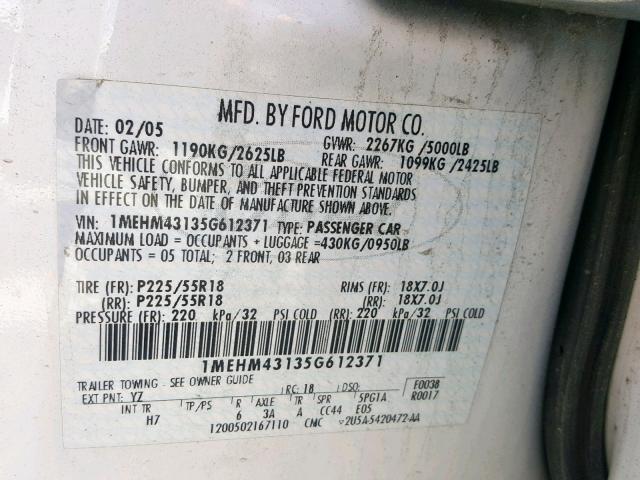 MFD. BY FORD MOTOR CO.
DATE: 02/05 GVWR: 2267KG /5000LB
FRONT GAWR: 1190KG/2625LB REAR GAWR: 1099KG/2425LB
THIS VEHICLE CONFORMS TO ALL APPLICABLE FEDERAL MOTOR
VEHICLE SAFETY, BUMPER, AND THEFT PREVENTION STANDARDS
IN EFFECT ON THE DATE OF MANUFACTURE SHOWN ABOVE.
VIN: 1MEHM43135G612371 TYPE: PASSENGER CAR
MAXIMUM LOAD = OCCUPANTS + LUGGAGE =430KG/0950LB
OCCUPANTS = 05 TOTAL; 2 FRONT, 03 REAR
TIRE (FR): P225/55R18 RIMS (FR): 18X7.0J
(RR): P225/55R18 (RR): 18X7.0J
PRESSURE (FR): 220 kPa/32 PSI COLD (RR): 220 kPa/32 PSI COLD
1MEHM43135G612371
TRAILER TOWING - SEE OWNER GUIDE F0038
EXT PNT: YZ RC: 18 DSO: R0017
INT TR TP/PS R AXLE TR SPR SPG1A
H7 6 3A A CC44 E05
1200502167110 CMC 2U5A-5420472-AA